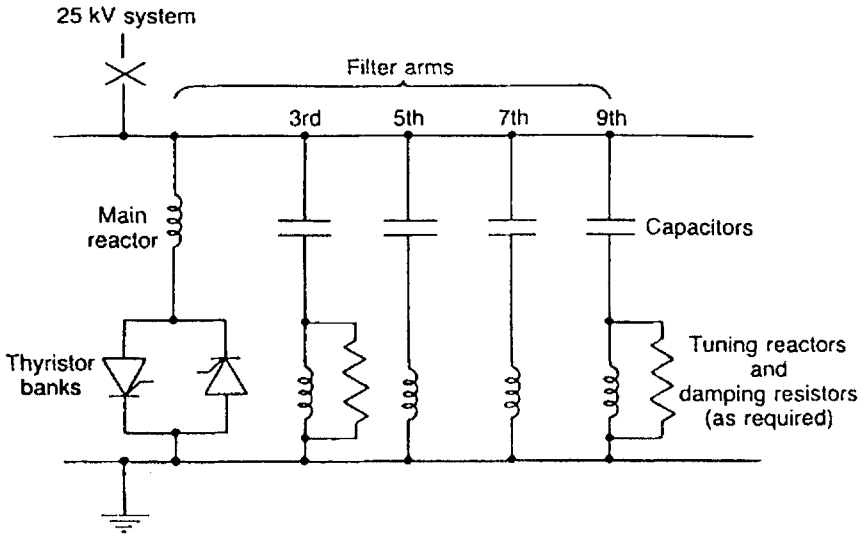 25 kV system
Filter arms
3rd
5th
7th
9th
Main
reactor
Capacitors
Thyristor
banks
Tuning reactors
and
damping resistors
(as required)